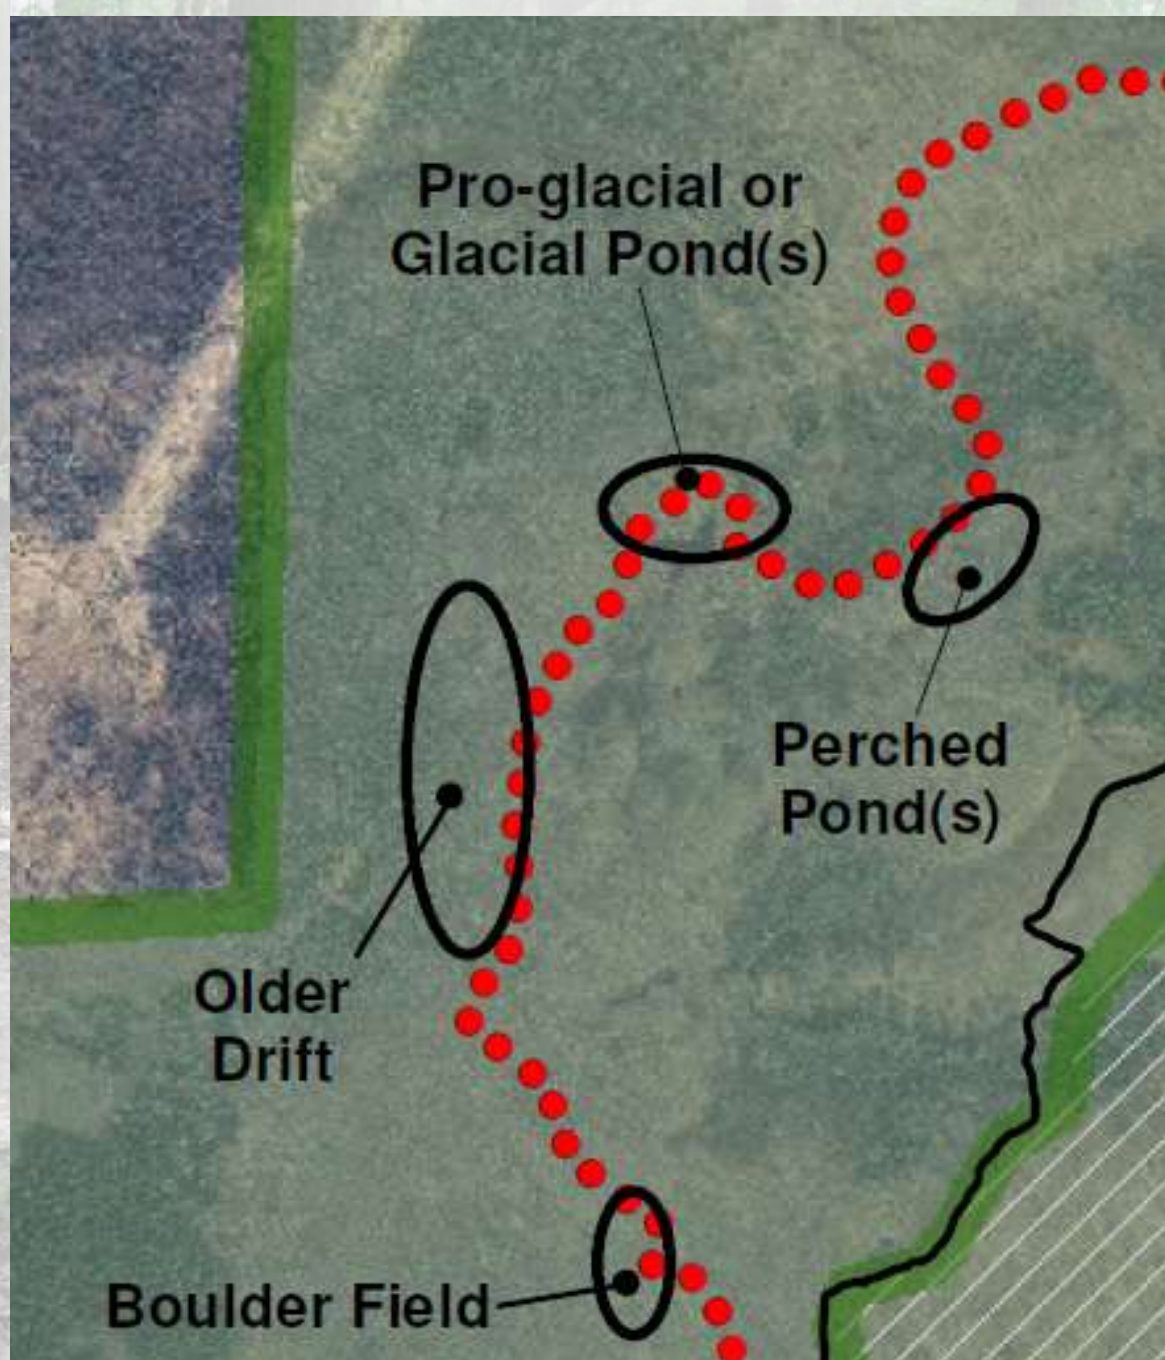 Pro-glacial or
Glacial Pond(s)
Perched
Pond(s)
Older
Drift
Boulder Field